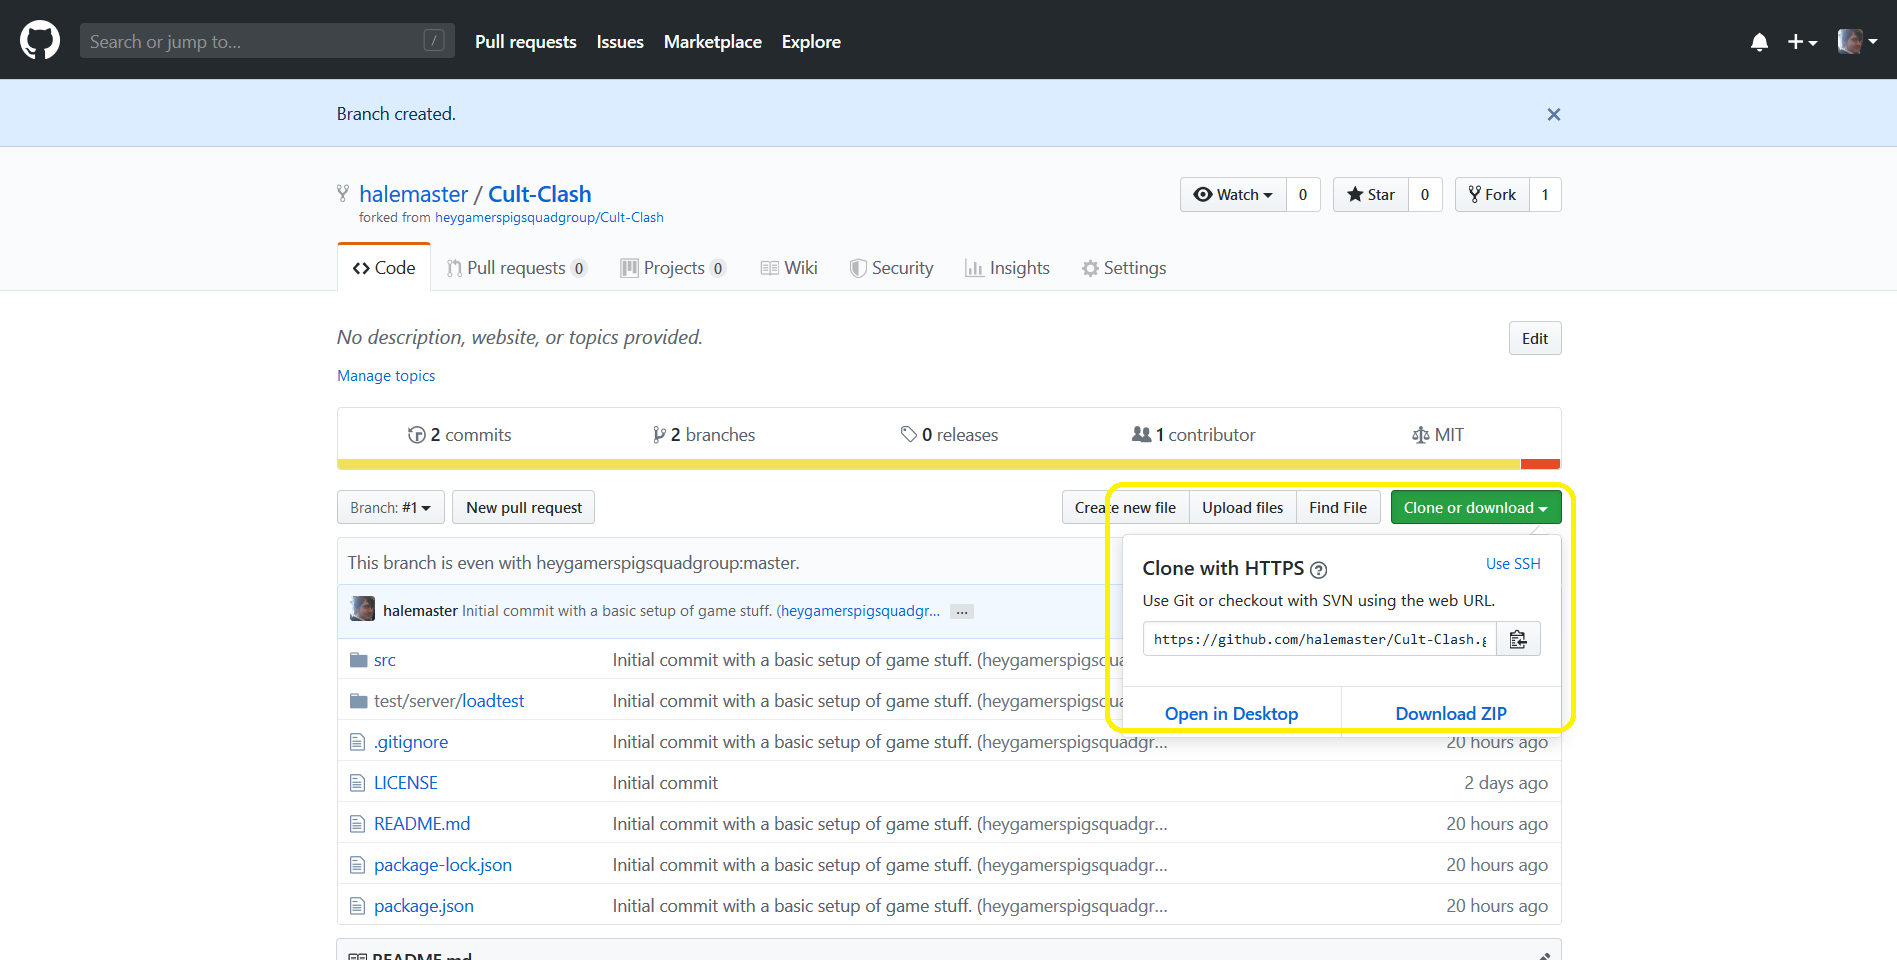 Search or jump to... /
Pull requests Issues Marketplace Explore
Branch created.
halemaster / Cult-Clash
forked from heygamerspigsquadgroup/Cult-Clash
Watch 0 Star 0 Fork 1
Code Pull requests 0 Projects 0 Wiki Security Insights Settings
No description, website, or topics provided.
Edit
Manage topics
2 commits 2 branches 0 releases 1 contributor MIT
Branch: #1 New pull request Create new file Upload files Find File Clone or download
This branch is even with heygamerspigsquadgroup:master.
Clone with HTTPS ? Use SSH
Use Git or checkout with SVN using the web URL.
https://github.com/halemaster/Cult-Clash.g
Open in Desktop Download ZIP
halemaster Initial commit with a basic setup of game stuff. (heygamerspigsquadgr... ...
src Initial commit with a basic setup of game stuff. (heygamerspigsqua
test/server/loadtest Initial commit with a basic setup of game stuff. (heygamerspigsqua
.gitignore Initial commit with a basic setup of game stuff. (heygamerspigsquadgr... 20 hours ago
LICENSE Initial commit 2 days ago
README.md Initial commit with a basic setup of game stuff. (heygamerspigsquadgr... 20 hours ago
package-lock.json Initial commit with a basic setup of game stuff. (heygamerspigsquadgr... 20 hours ago
package.json Initial commit with a basic setup of game stuff. (heygamerspigsquadgr... 20 hours ago
README.md